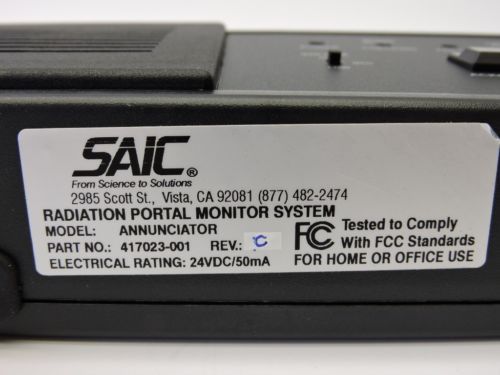 SAIC®
From Science to Solutions
2985 Scott St., Vista, CA 92081 (877) 482-2474
RADIATION PORTAL MONITOR SYSTEM
MODEL: ANNUNCIATOR
PART NO.: 417023-001 REV.: C
ELECTRICAL RATING: 24VDC/50mA
FC Tested to Comply
With FCC Standards
FOR HOME OR OFFICE USE